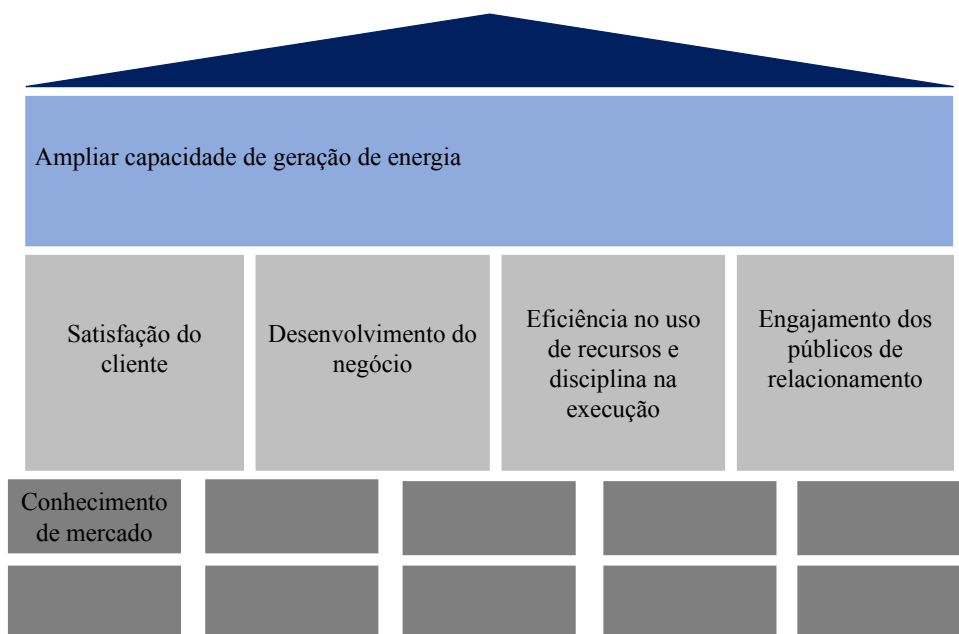 Ampliar capacidade de geração de energia
Satisfação do
cliente
Desenvolvimento do
negócio
Eficiência no uso
de recursos e
disciplina na
execução
Engajamento dos
públicos de
relacionamento
Conhecimento
de mercado